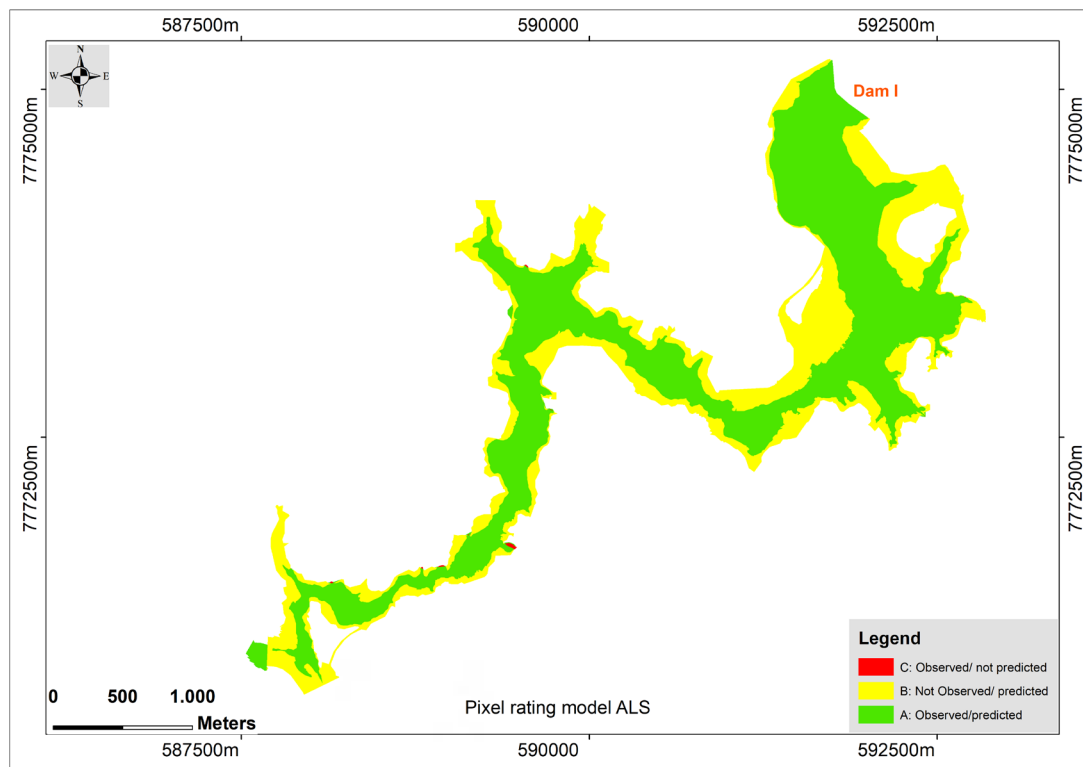 587500m 590000 592500m
N
W E
S
Dam I
7775000m 7775000m
7772500m 7772500m
Legend
C: Observed/ not predicted
B: Not Observed/ predicted
A: Observed/predicted
0 500 1.000
Meters
Pixel rating model ALS
587500m 590000 592500m